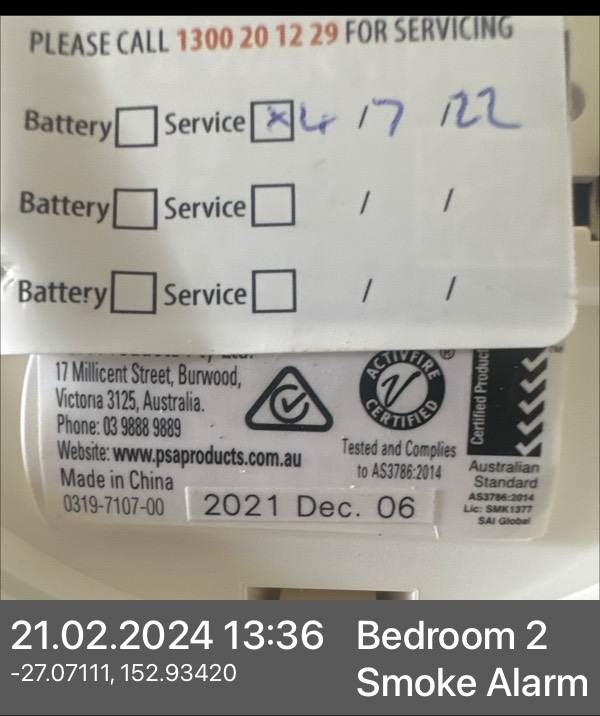 PLEASE CALL 1300 20 12 29 FOR SERVICING
Battery Service x 4 / 7 / 22
Battery Service / /
Battery Service / /
17 Millicent Street, Burwood,
Victoria 3125, Australia.
Phone: 03 9888 9889
Website: www.psaproducts.com.au
Made in China
0319-7107-00
2021 Dec. 06
ACTIVFIRE
®
CERTIFIED
Tested and Complies
to AS3786:2014
Certified Product
Australian
Standard
AS3786:2014
Lic: SMK1377
SAI Global
21.02.2024 13:36
-27.07111, 152.93420
Bedroom 2
Smoke Alarm